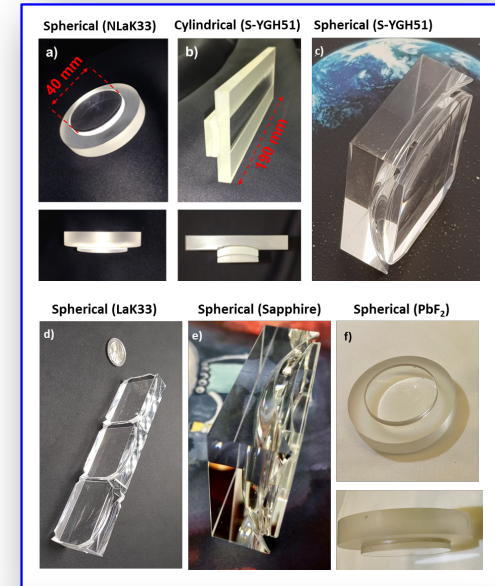 Spherical (NLaK33)
Cylindrical (S-YGH51)
Spherical (S-YGH51)
a)
40 mm
b)
190 mm
c)
Spherical (LaK33)
Spherical (Sapphire)
Spherical (PbF₂)
d)
e)
f)